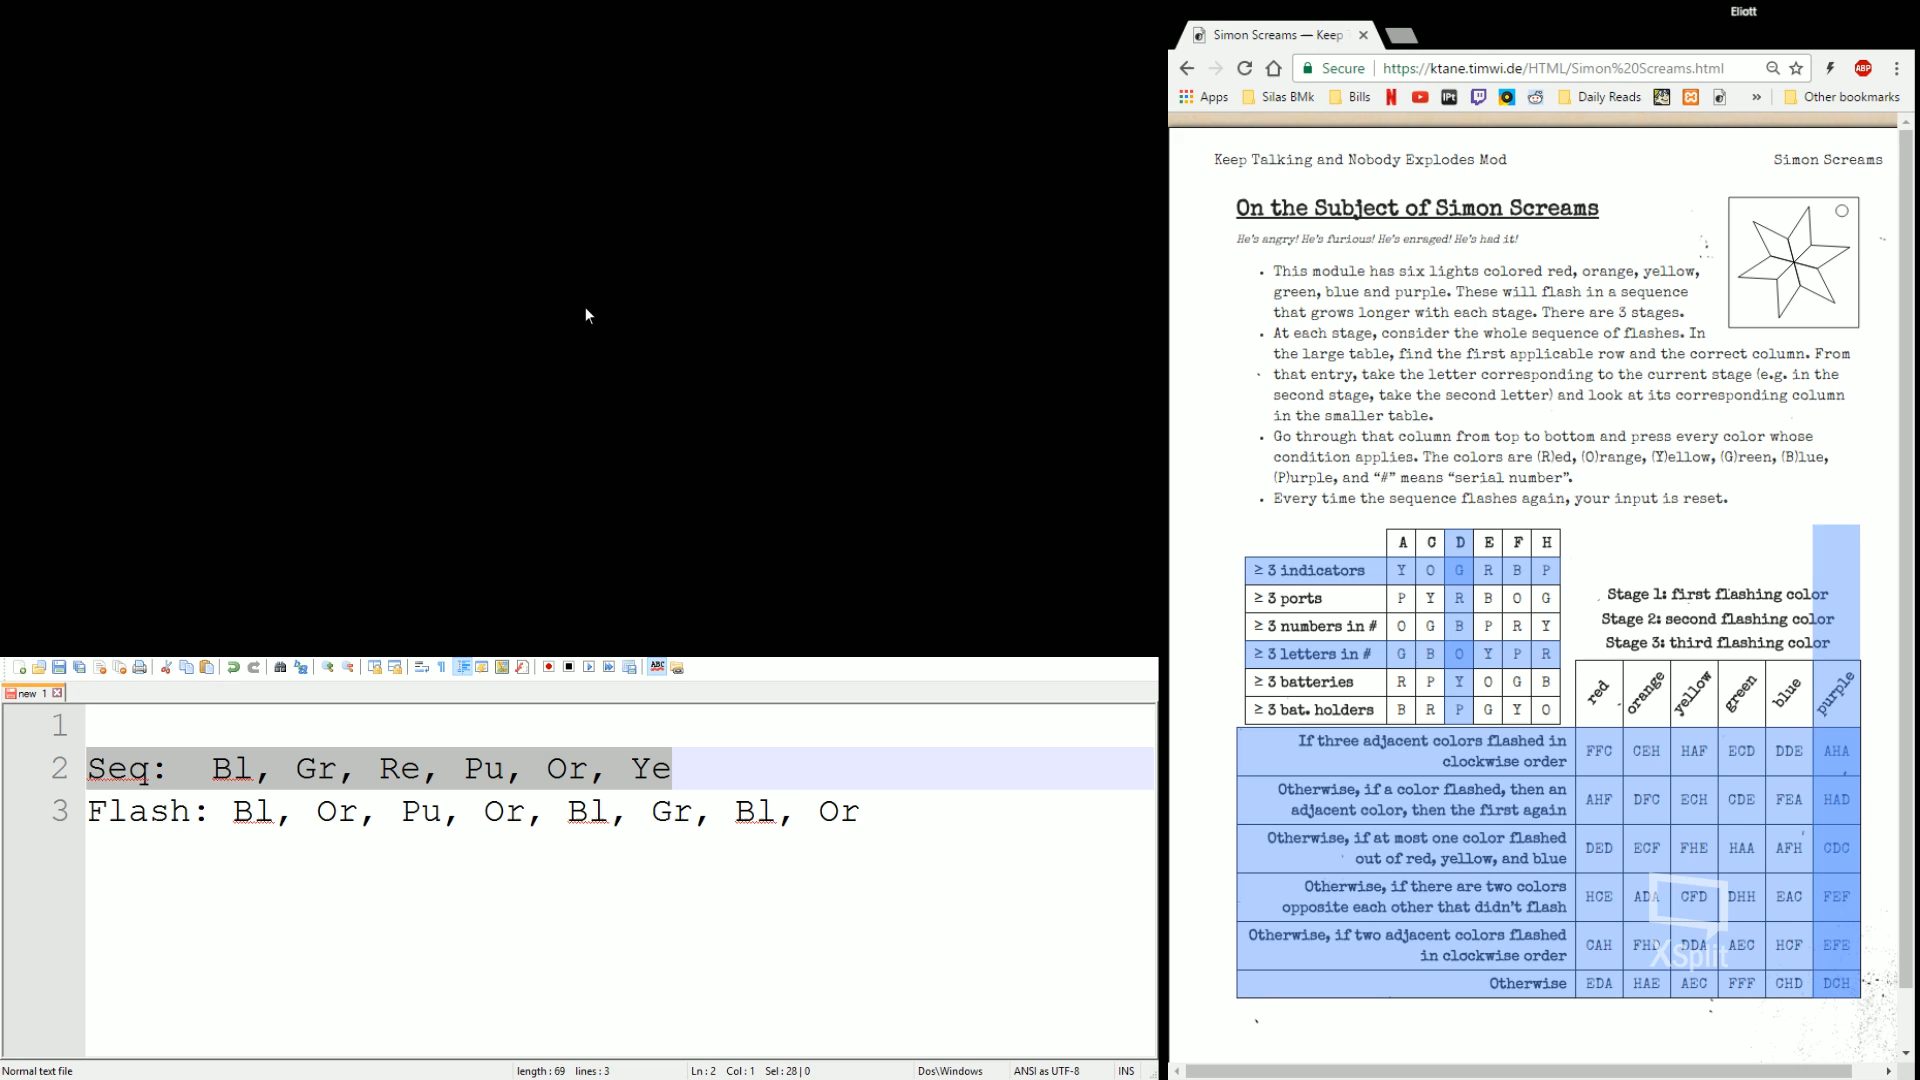 Eliott
Simon Screams — Keep
Secure https://ktane.timwi.de/HTML/Simon%20Screams.html
ABP
Apps Silas BMk Bills IPt Daily Reads » Other bookmarks
Keep Talking and Nobody Explodes Mod Simon Screams
On the Subject of Simon Screams
He's angry! He's furious! He's enraged! He's had it!
• This module has six lights colored red, orange, yellow,
green, blue and purple. These will flash in a sequence
that grows longer with each stage. There are 3 stages.
• At each stage, consider the whole sequence of flashes. In
the large table, find the first applicable row and the correct column. From
that entry, take the letter corresponding to the current stage (e.g. in the
second stage, take the second letter) and look at its corresponding column
in the smaller table.
• Go through that column from top to bottom and press every color whose
condition applies. The colors are (R)ed, (O)range, (Y)ellow, (G)reen, (B)lue,
(P)urple, and “#” means “serial number”.
• Every time the sequence flashes again, your input is reset.
A C D E F H
≥ 3 indicators Y O G R B P
≥ 3 ports P Y R B O G
≥ 3 numbers in # O G B P R Y
≥ 3 letters in # G B O Y P R
≥ 3 batteries R P Y O G B
≥ 3 bat. holders B R P G Y O
Stage 1: first flashing color
Stage 2: second flashing color
Stage 3: third flashing color
red orange yellow green blue purple
If three adjacent colors flashed in
clockwise order FFC CEH HAF ECD DDE AHA
Otherwise, if a color flashed, then an
adjacent color, then the first again AHF DFC ECH CDE FEA HAD
Otherwise, if at most one color flashed
out of red, yellow, and blue DED ECF FHE HAA AFH CDC
Otherwise, if there are two colors
opposite each other that didn't flash HCE ADA CFD DHH EAC FEF
Otherwise, if two adjacent colors flashed
in clockwise order CAH FHD DDA AEC HCF EFE
Otherwise EDA HAE AEC FFF CHD DCH
XSplit
new 1
1
2 Seq: Bl, Gr, Re, Pu, Or, Ye
3 Flash: Bl, Or, Pu, Or, Bl, Gr, Bl, Or
Normal text file length : 69 lines : 3 Ln : 2 Col : 1 Sel : 28 | 0 Dos\Windows ANSI as UTF-8 INS